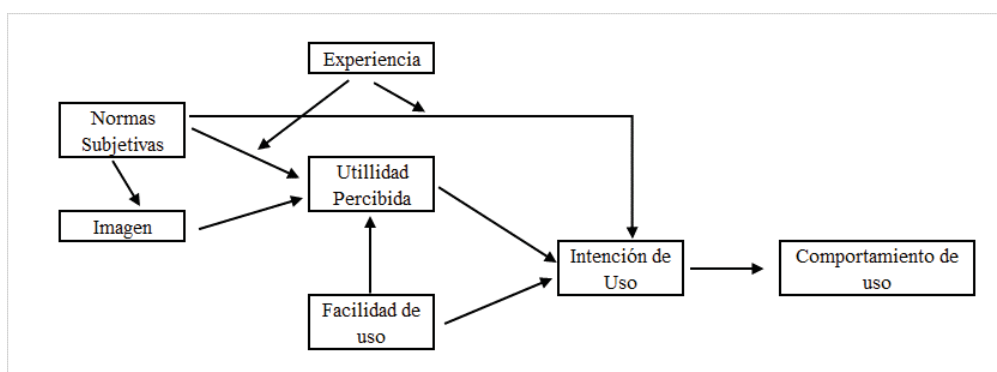 Experiencia
Normas
Subjetivas
Utillidad
Percibida
Imagen
Intención de
Uso
Comportamiento de
uso
Facilidad de
uso